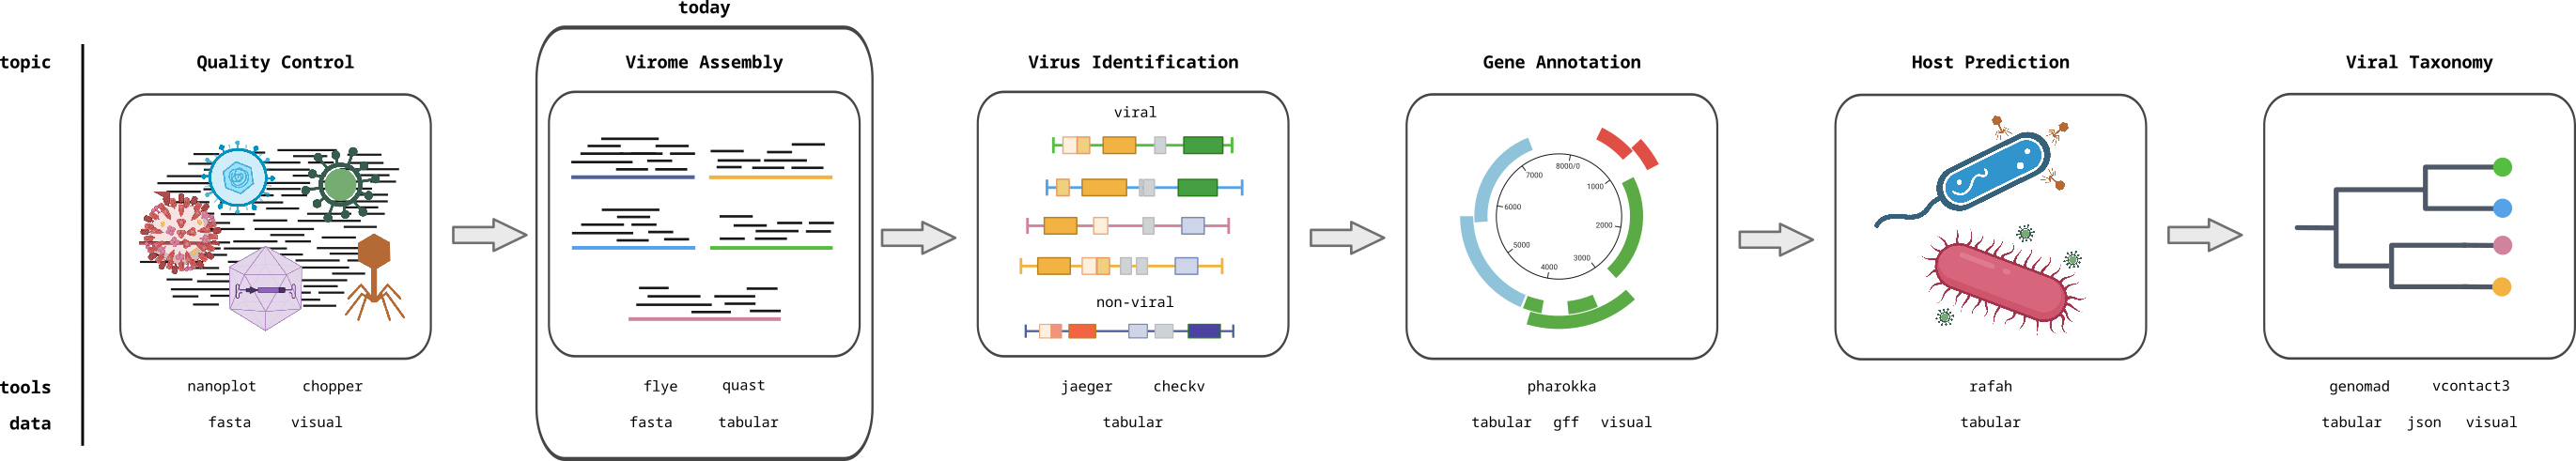 today
topic
Quality Control
Virome Assembly
Virus Identification
Gene Annotation
Host Prediction
Viral Taxonomy
viral
non-viral
8000/0
1000
2000
3000
4000
5000
6000
7000
tools
nanoplot chopper
flye quast
jaeger checkv
pharokka
rafah
genomad vcontact3
data
fasta visual
fasta tabular
tabular
tabular gff visual
tabular
tabular json visual